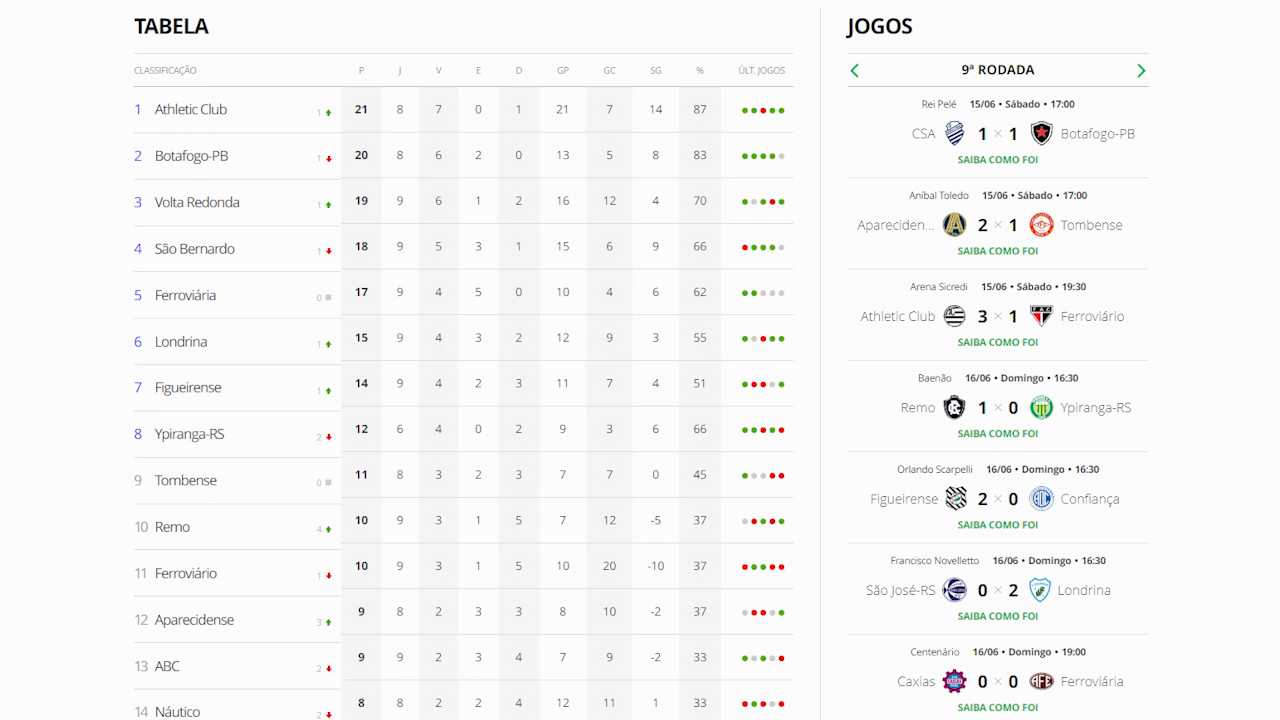 TABELA
CLASSIFICAÇÃO P J V E D GP GC SG % ÚLT. JOGOS
1 Athletic Club 1 21 8 7 0 1 21 7 14 87
2 Botafogo-PB 1 20 8 6 2 0 13 5 8 83
3 Volta Redonda 1 19 9 6 1 2 16 12 4 70
4 São Bernardo 1 18 9 5 3 1 15 6 9 66
5 Ferroviária 0 17 9 4 5 0 10 4 6 62
6 Londrina 1 15 9 4 3 2 12 9 3 55
7 Figueirense 1 14 9 4 2 3 11 7 4 51
8 Ypiranga-RS 2 12 6 4 0 2 9 3 6 66
9 Tombense 0 11 8 3 2 3 7 7 0 45
10 Remo 4 10 9 3 1 5 7 12 -5 37
11 Ferroviário 1 10 9 3 1 5 10 20 -10 37
12 Aparecidense 3 9 8 2 3 3 8 10 -2 37
13 ABC 2 9 9 2 3 4 7 9 -2 33
14 Náutico 2 8 8 2 2 4 12 11 1 33
JOGOS
9ª RODADA
Rei Pelé 15/06 • Sábado • 17:00
CSA 1 × 1 Botafogo-PB
SAIBA COMO FOI
Aníbal Toledo 15/06 • Sábado • 17:00
Apareciden... 2 × 1 Tombense
SAIBA COMO FOI
Arena Sicredi 15/06 • Sábado • 19:30
Athletic Club 3 × 1 Ferroviário
SAIBA COMO FOI
Baenão 16/06 • Domingo • 16:30
Remo 1 × 0 Ypiranga-RS
SAIBA COMO FOI
Orlando Scarpelli 16/06 • Domingo • 16:30
Figueirense 2 × 0 Confiança
SAIBA COMO FOI
Francisco Novelletto 16/06 • Domingo • 16:30
São José-RS 0 × 2 Londrina
SAIBA COMO FOI
Centenário 16/06 • Domingo • 19:00
Caxias 0 × 0 Ferroviária
SAIBA COMO FOI